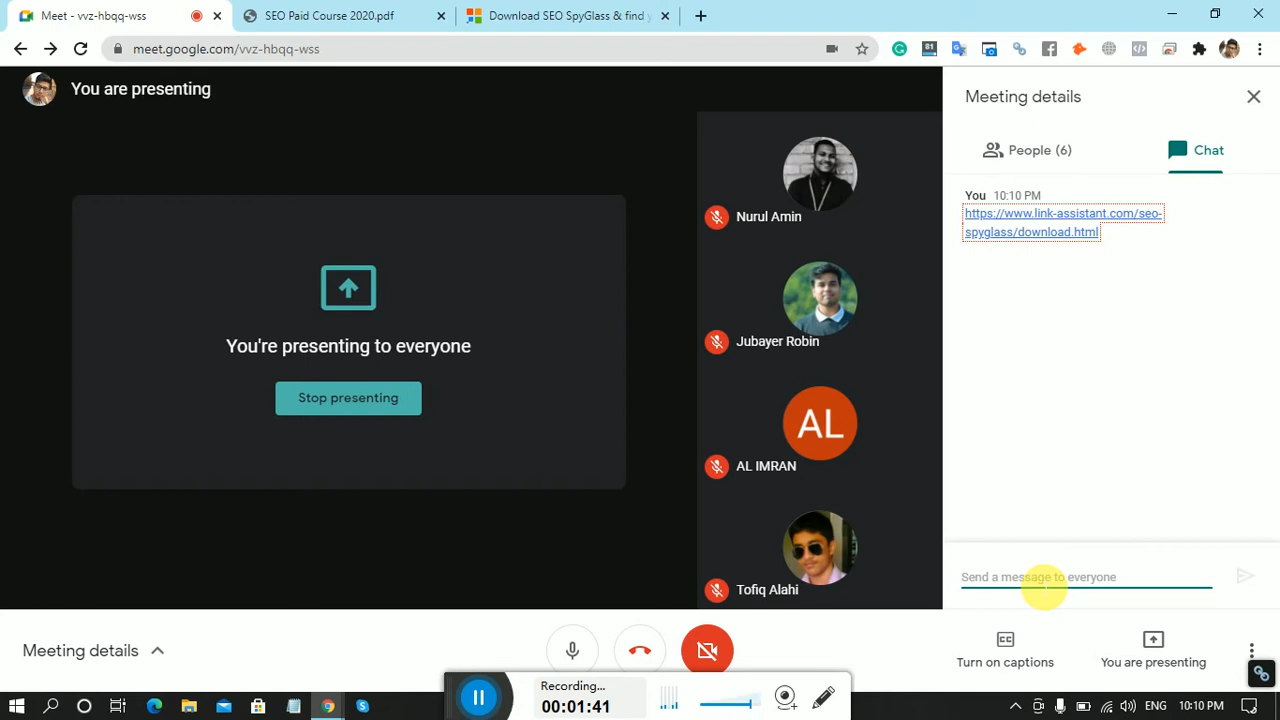 Meet - vvz-hbqq-wss
SEO Paid Course 2020.pdf
Download SEO SpyGlass & find y
meet.google.com/vvz-hbqq-wss
81
You are presenting
Meeting details
People (6)
Chat
You 10:10 PM
https://www.link-assistant.com/seo-
spyglass/download.html
Nurul Amin
Jubayer Robin
You're presenting to everyone
Stop presenting
AL
AL IMRAN
Tofiq Alahi
Send a message to everyone
Meeting details
CC
Turn on captions
You are presenting
Recording...
00:01:41
10:10 PM